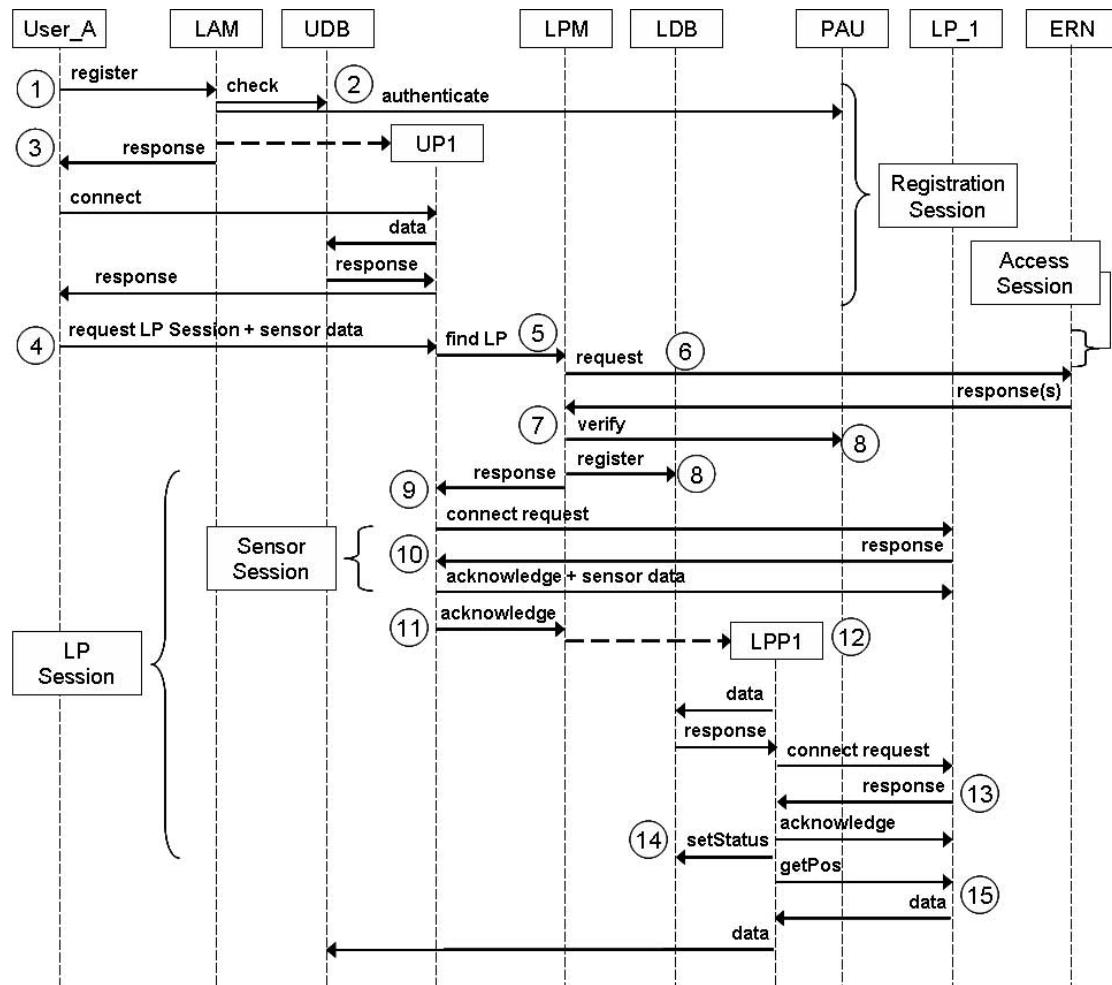 User_A LAM UDB LPM LDB PAU LP_1 ERN
1 register
check 2
authenticate
3 response
UP1
connect
data
response
response
Registration
Session
Access
Session
4 request LP Session + sensor data
find LP 5
request 6
response(s)
7 verify 8
register 8
9 response
connect request
Sensor
Session
10 response
acknowledge + sensor data
11 acknowledge
LPP1 12
LP
Session
data
response
connect request
response 13
acknowledge
14 setStatus
getPos
data 15
data